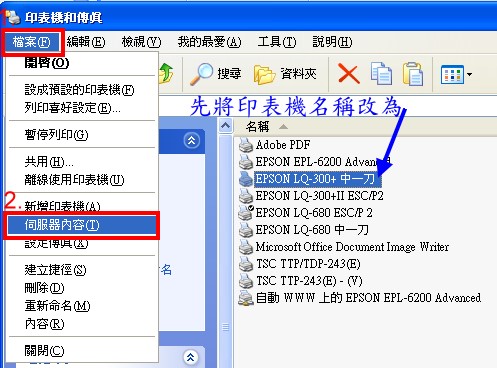 印表機和傳真
1.
檔案(F) 編輯(E) 檢視(V) 我的最愛(A) 工具(T) 說明(H)
開啓(O)
設成預設的印表機(F)
列印喜好設定(E)...
暫停列印(G)
共用(H)...
離線使用印表機(U)
2.
新增印表機(A)
伺服器內容(T)
設定傳真(X)
建立捷徑(S)
刪除(D)
重新命名(M)
內容(R)
關閉(C)
搜尋 資料夾
先將印表機名稱改為
名稱
Adobe PDF
EPSON EPL-6200 Advanced
EPSON LQ-300+ 中一刀
EPSON LQ-300+II ESC/P2
EPSON LQ-680 ESC/P 2
EPSON LQ-680 中一刀
Microsoft Office Document Image Writer
TSC TTP/TDP-243(E)
TSC TTP-243(E) - (V)
自動 WWW 上的 EPSON EPL-6200 Advanced
名